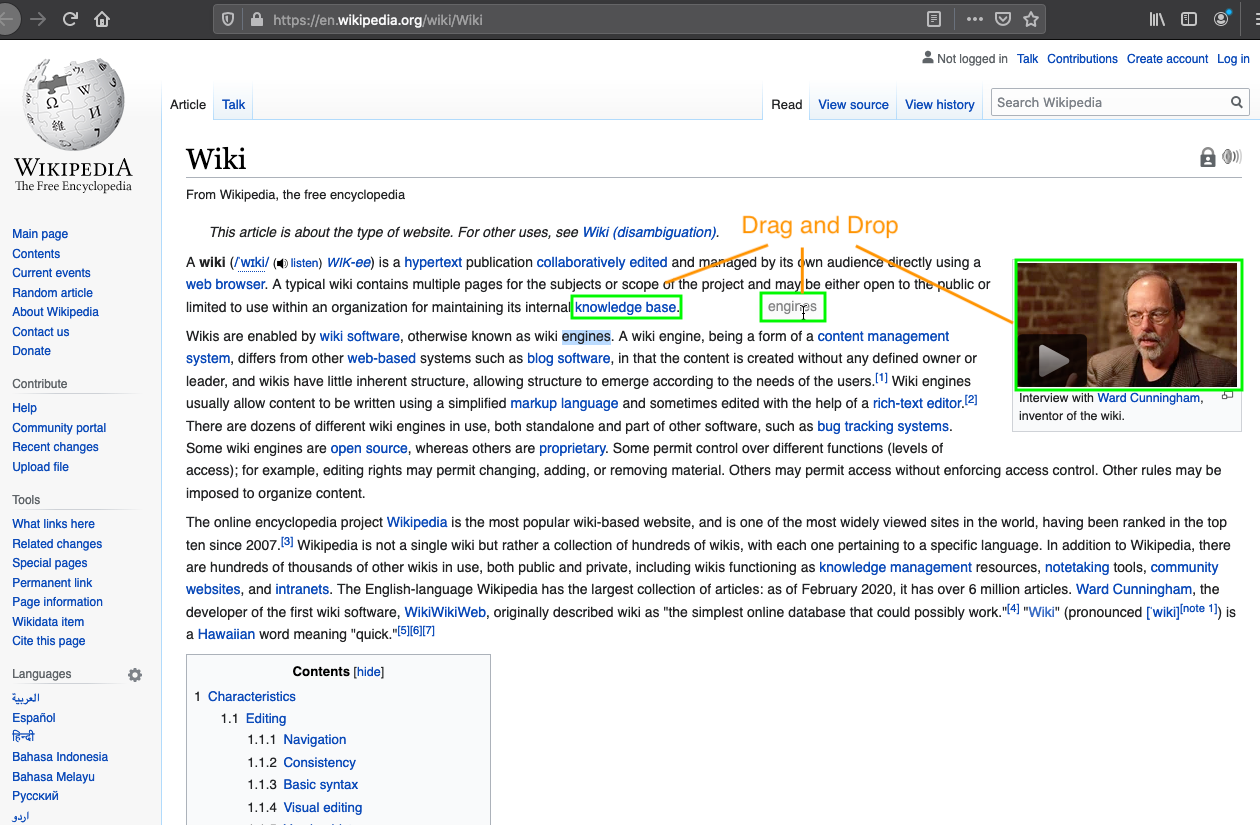 https://en.wikipedia.org/wiki/Wiki
Not logged in Talk Contributions Create account Log in
Article Talk Read View source View history Search Wikipedia
WIKIPEDIA
The Free Encyclopedia
Main page
Contents
Current events
Random article
About Wikipedia
Contact us
Donate
Contribute
Help
Community portal
Recent changes
Upload file
Tools
What links here
Related changes
Special pages
Permanent link
Page information
Wikidata item
Cite this page
Languages
العربية
Español
हिन्दी
Bahasa Indonesia
Bahasa Melayu
Русский
اردو
Wiki
From Wikipedia, the free encyclopedia
Drag and Drop
This article is about the type of website. For other uses, see Wiki (disambiguation).
A wiki (/ˈwɪki/ (listen) WIK-ee) is a hypertext publication collaboratively edited and managed by its own audience directly using a
web browser. A typical wiki contains multiple pages for the subjects or scope of the project and may be either open to the public or
limited to use within an organization for maintaining its internal knowledge base.
engines
Wikis are enabled by wiki software, otherwise known as wiki engines. A wiki engine, being a form of a content management
system, differs from other web-based systems such as blog software, in that the content is created without any defined owner or
leader, and wikis have little inherent structure, allowing structure to emerge according to the needs of the users.[1] Wiki engines
usually allow content to be written using a simplified markup language and sometimes edited with the help of a rich-text editor.[2]
There are dozens of different wiki engines in use, both standalone and part of other software, such as bug tracking systems.
Some wiki engines are open source, whereas others are proprietary. Some permit control over different functions (levels of
access); for example, editing rights may permit changing, adding, or removing material. Others may permit access without enforcing access control. Other rules may be
imposed to organize content.
Interview with Ward Cunningham,
inventor of the wiki.
The online encyclopedia project Wikipedia is the most popular wiki-based website, and is one of the most widely viewed sites in the world, having been ranked in the top
ten since 2007.[3] Wikipedia is not a single wiki but rather a collection of hundreds of wikis, with each one pertaining to a specific language. In addition to Wikipedia, there
are hundreds of thousands of other wikis in use, both public and private, including wikis functioning as knowledge management resources, notetaking tools, community
websites, and intranets. The English-language Wikipedia has the largest collection of articles: as of February 2020, it has over 6 million articles. Ward Cunningham, the
developer of the first wiki software, WikiWikiWeb, originally described wiki as "the simplest online database that could possibly work."[4] "Wiki" (pronounced [ˈwiki][note 1]) is
a Hawaiian word meaning "quick."[5][6][7]
Contents [hide]
1 Characteristics
1.1 Editing
1.1.1 Navigation
1.1.2 Consistency
1.1.3 Basic syntax
1.1.4 Visual editing